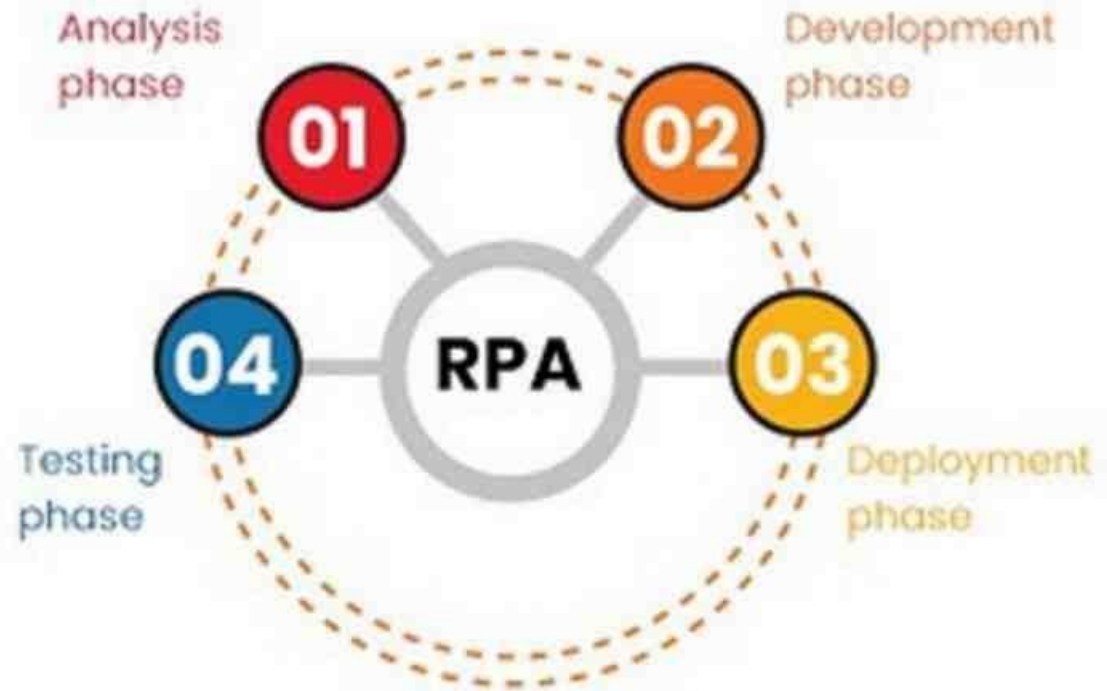 Analysis
phase
01
Development
phase
02
RPA
03
Deployment
phase
04
Testing
phase